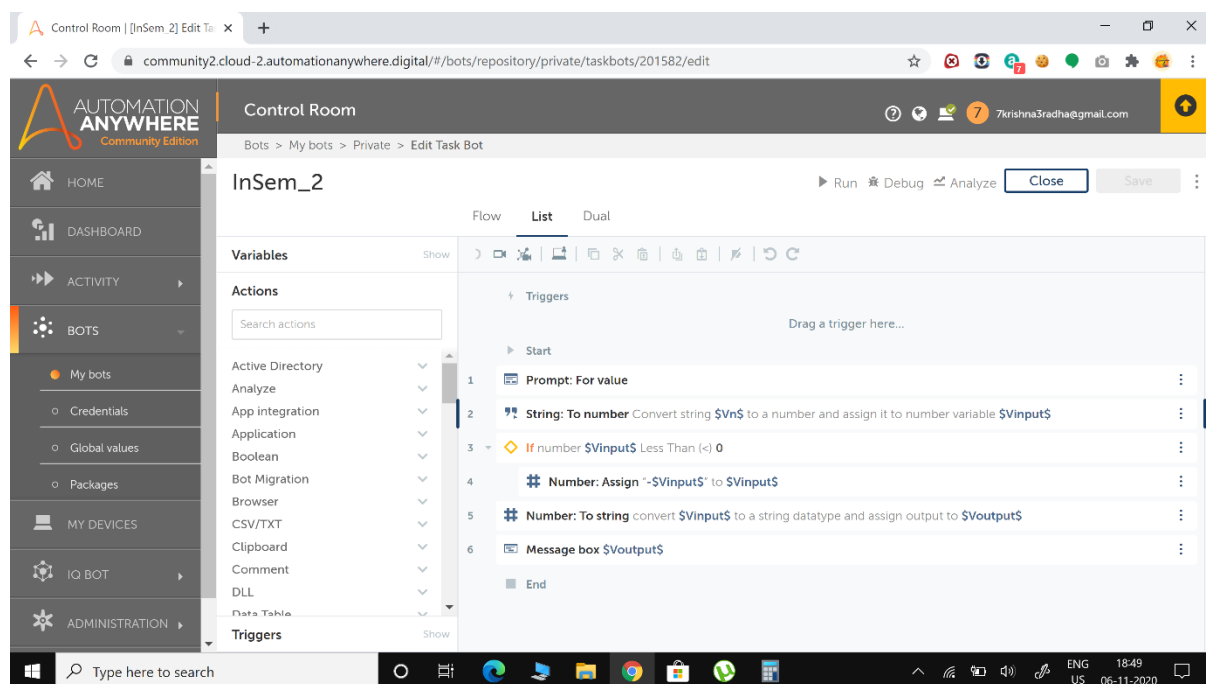 Control Room | [InSem_2] Edit Ta
community2.cloud-2.automationanywhere.digital/#/bots/repository/private/taskbots/201582/edit
7
AUTOMATION
ANYWHERE
Community Edition
Control Room
7 7krishna3radha@gmail.com
Bots > My bots > Private > Edit Task Bot
HOME
DASHBOARD
ACTIVITY
BOTS
My bots
Credentials
Global values
Packages
MY DEVICES
IQ BOT
ADMINISTRATION
InSem_2
Run Debug Analyze Close Save
Flow List Dual
Variables Show
Actions
Search actions
Active Directory
Analyze
App integration
Application
Boolean
Bot Migration
Browser
CSV/TXT
Clipboard
Comment
DLL
Data Table
Triggers Show
Triggers
Drag a trigger here...
Start
1 Prompt: For value
2 String: To number Convert string $Vn$ to a number and assign it to number variable $Vinput$
3 If number $Vinput$ Less Than (<) 0
4 Number: Assign "-$Vinput$" to $Vinput$
5 Number: To string convert $Vinput$ to a string datatype and assign output to $Voutput$
6 Message box $Voutput$
End
Type here to search
ENG
US
18:49
06-11-2020